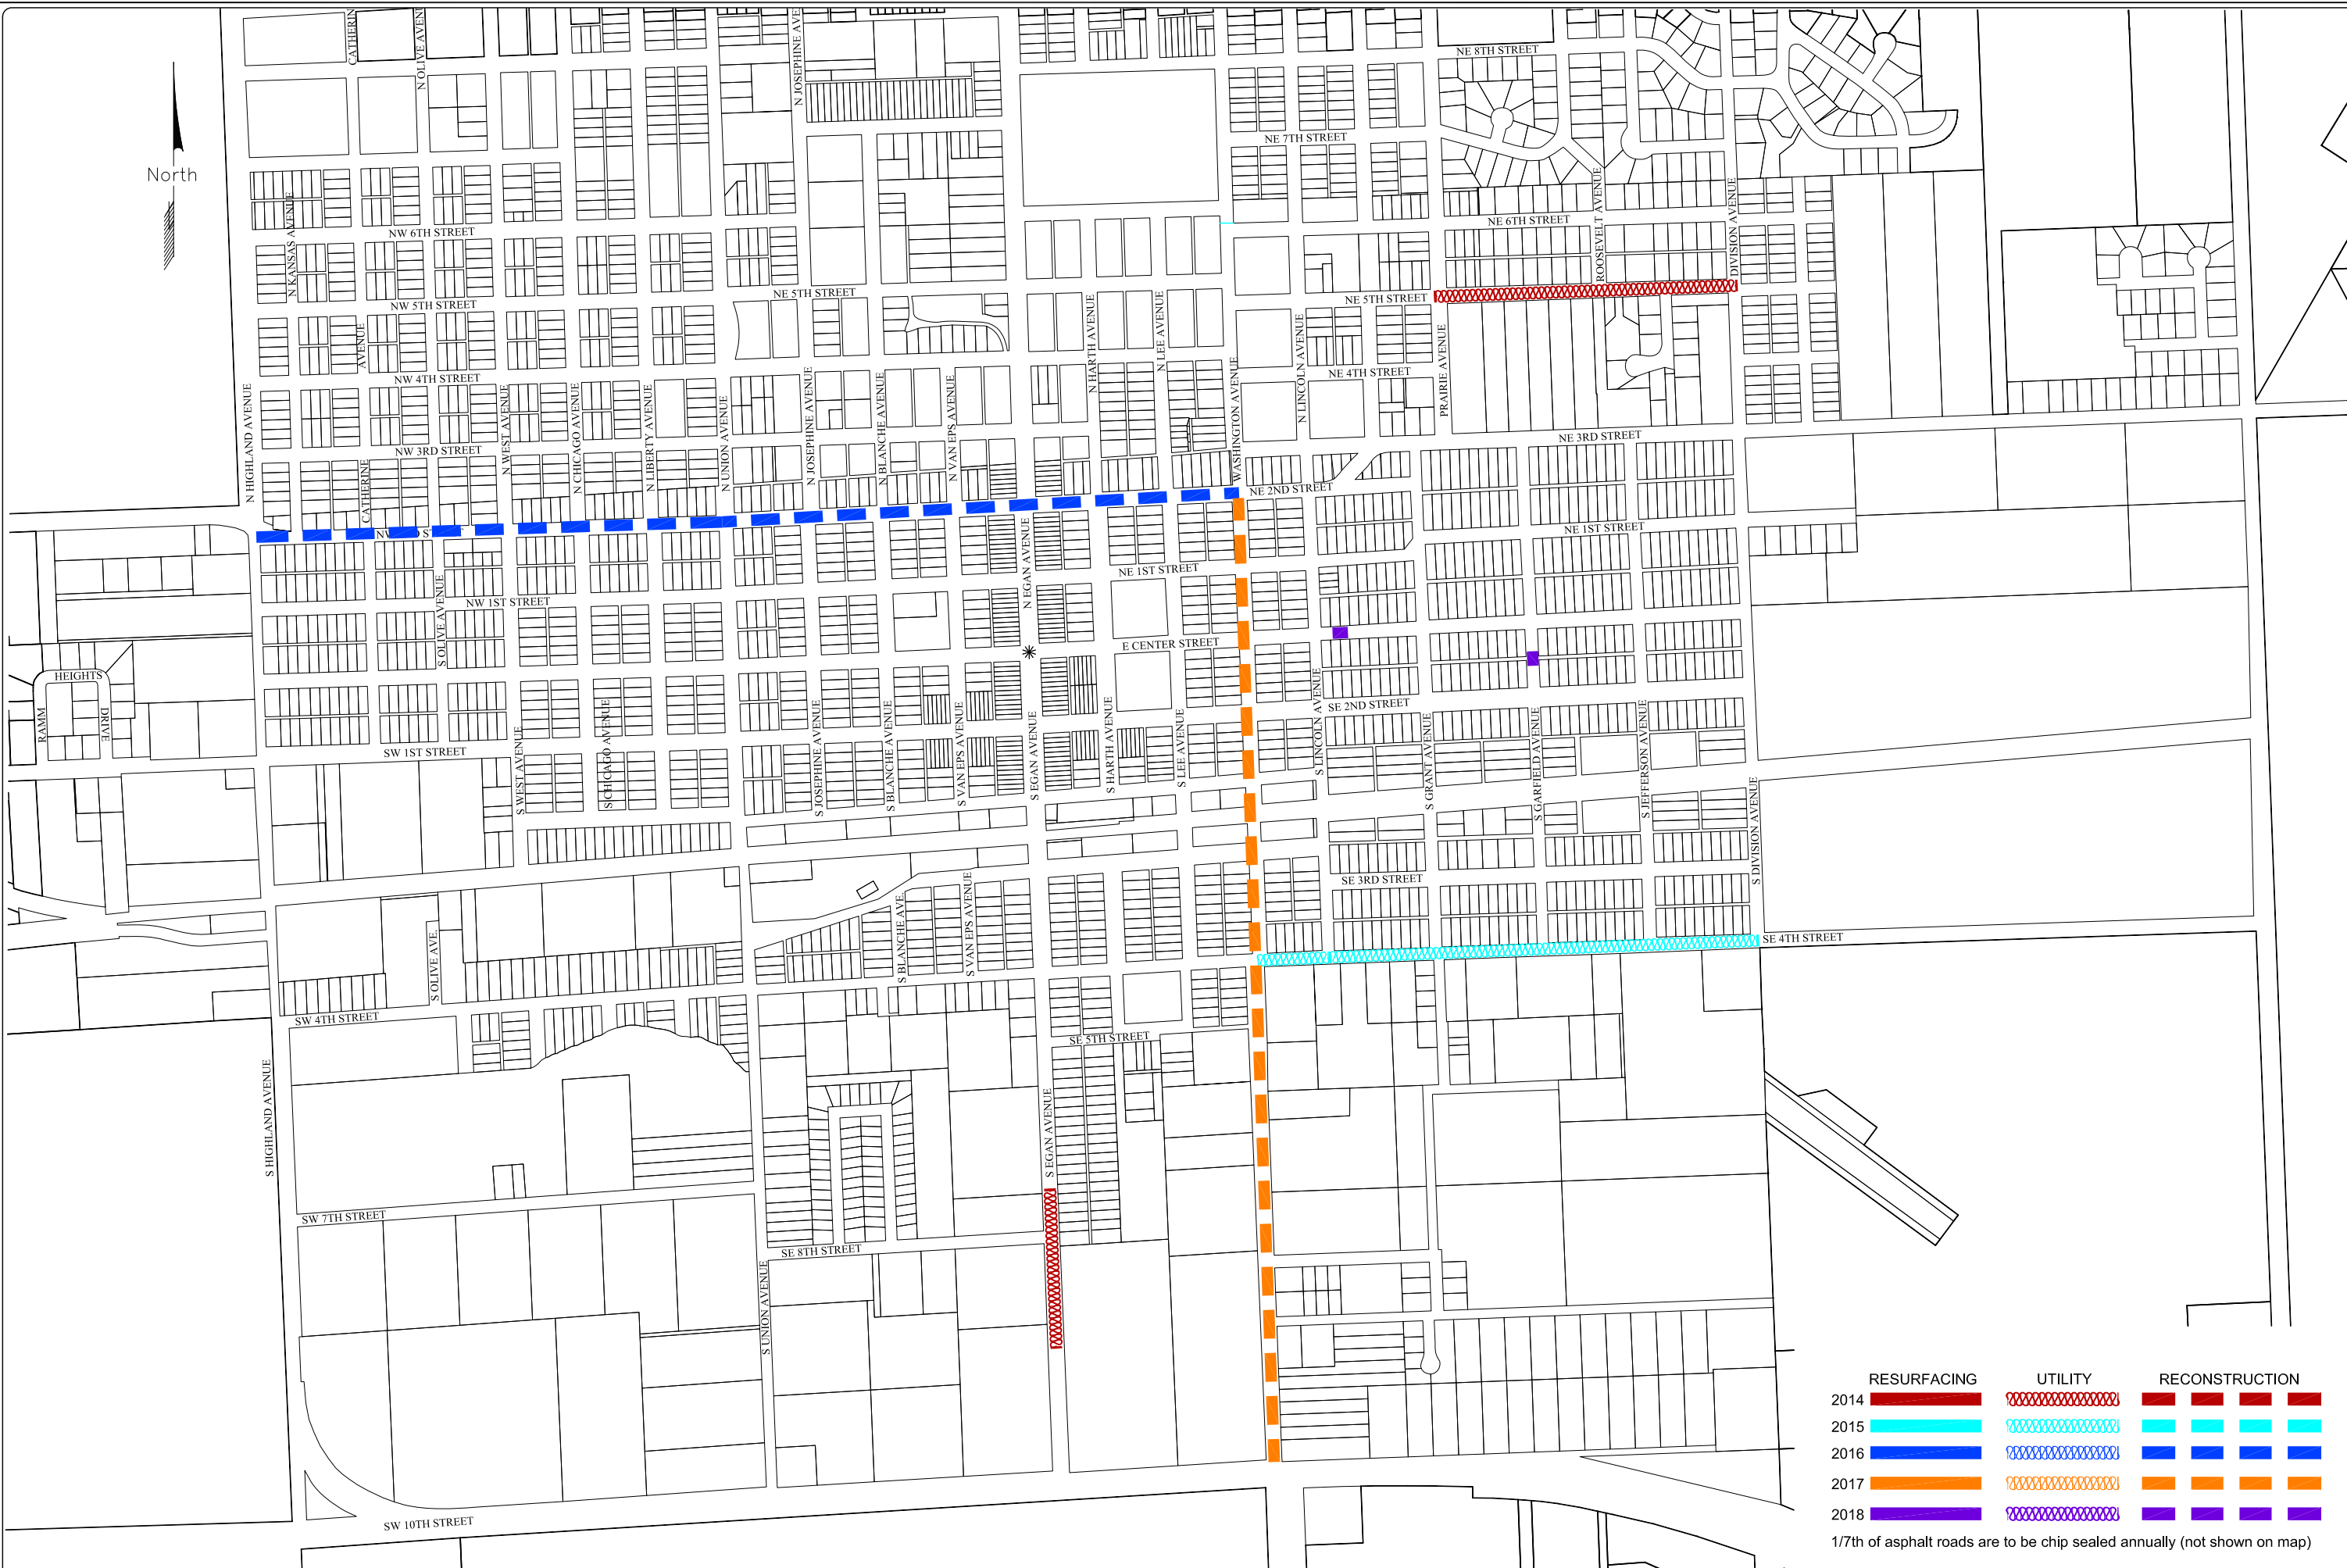 CATHERIN
N OLIVE AVENU
N JOSEPHINE AVE
NE 8TH STREET
North
NE 7TH STREET
N KANSAS AVENUE
NW 6TH STREET
NE 6TH STREET
ROOSEVELT AVENUE
DIVISION AVENUE
NW 5TH STREET
NE 5TH STREET
NE 5TH STREET
AVENUE
N HARTH AVENUE
N LEE AVENUE
N LINCOLN AVENUE
PRAIRIE AVENUE
NW 4TH STREET
NE 4TH STREET
N HIGHLAND AVENUE
N WEST AVENUE
N CHICAGO AVENUE
N LIBERTY AVENUE
N UNION AVENUE
N JOSEPHINE AVENUE
N BLANCHE AVENUE
N VAN EPS AVENUE
WASHINGTON AVENUE
NW 3RD STREET
NE 3RD STREET
CATHERINE
NE 2ND STREET
NE 1ST STREET
N EGAN AVENUE
NE 1ST STREET
S OLIVE AVENUE
NW 1ST STREET
E CENTER STREET
HEIGHTS
RAMM
DRIVE
SE 2ND STREET
SW 1ST STREET
S WEST AVENUE
S CHICAGO AVENUE
S JOSEPHINE AVENUE
S BLANCHE AVENUE
S VAN EPS AVENUE
S EGAN AVENUE
S HARTH AVENUE
S LEE AVENUE
S LINCOLN AVENUE
S GRANT AVENUE
S GARFIELD AVENUE
S JEFFERSON AVENUE
S DIVISION AVENUE
SE 3RD STREET
S OLIVE AVE.
S BLANCHE AVE.
S VAN EPS AVENUE
SE 4TH STREET
SW 4TH STREET
SE 5TH STREET
S HIGHLAND AVENUE
S EGAN AVENUE
SW 7TH STREET
SE 8TH STREET
S UNION AVENUE
SW 10TH STREET
RESURFACING UTILITY RECONSTRUCTION
2014
2015
2016
2017
2018
1/7th of asphalt roads are to be chip sealed annually (not shown on map)